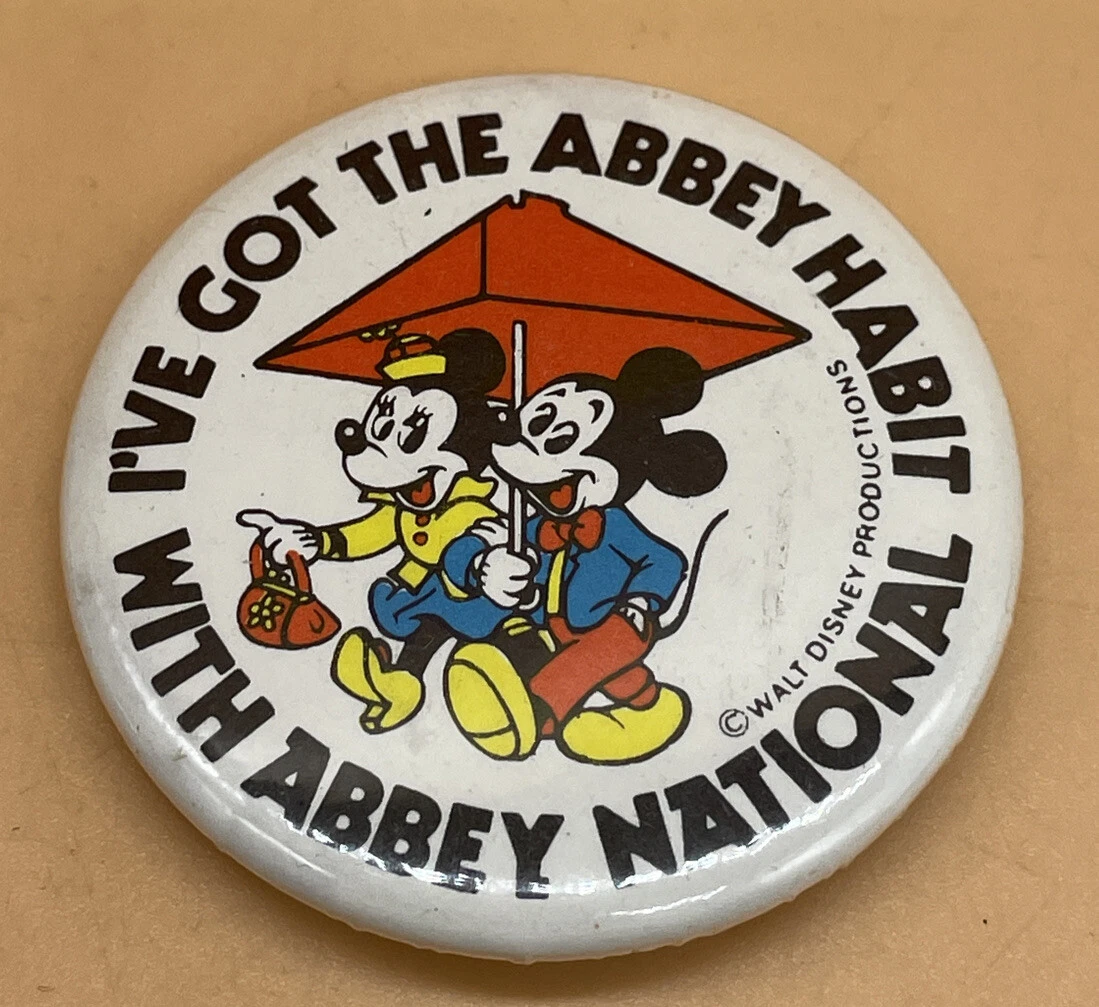 I'VE GOT THE ABBEY HABIT
WITH ABBEY NATIONAL
©WALT DISNEY PRODUCTIONS